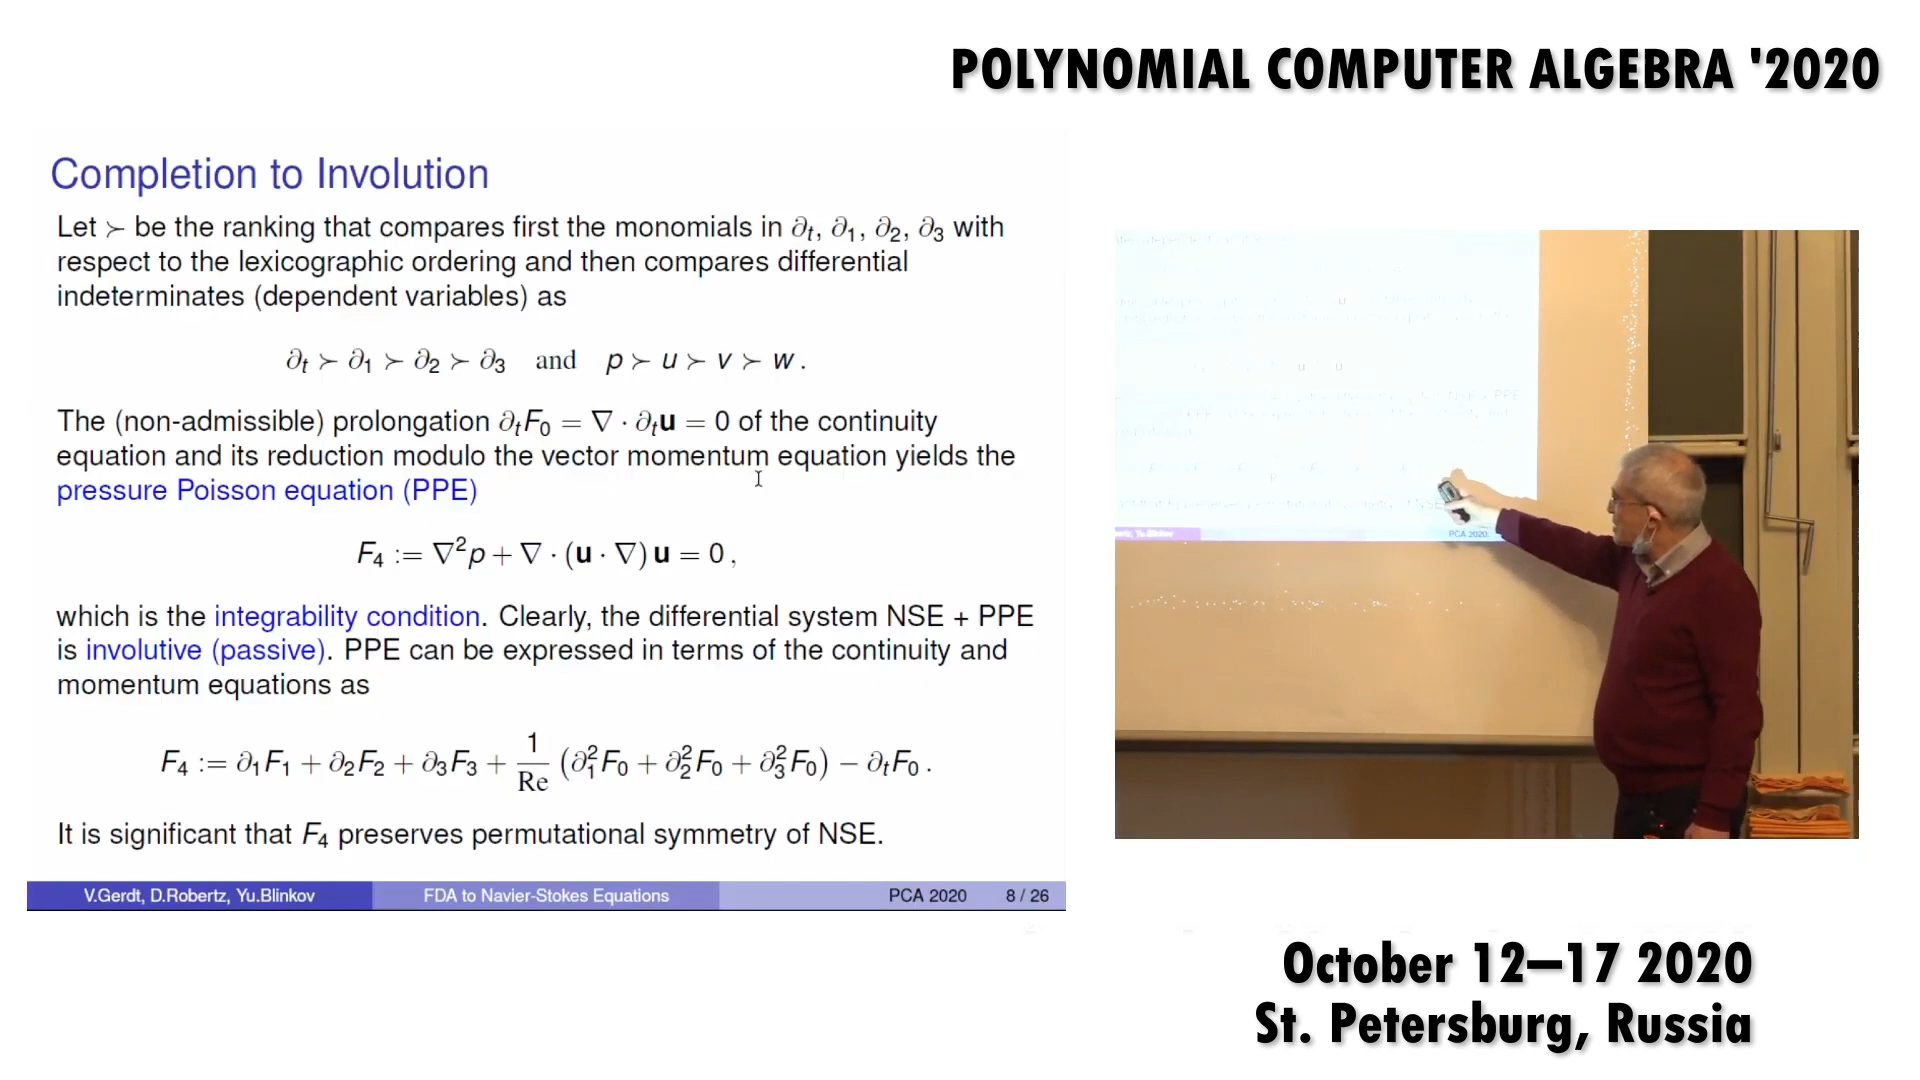 POLYNOMIAL COMPUTER ALGEBRA '2020
Completion to Involution
Let ≻ be the ranking that compares first the monomials in ∂ₜ, ∂₁, ∂₂, ∂₃ with
respect to the lexicographic ordering and then compares differential
indeterminates (dependent variables) as
∂ₜ ≻ ∂₁ ≻ ∂₂ ≻ ∂₃ and p ≻ u ≻ v ≻ w .
The (non-admissible) prolongation ∂ₜF₀ = ∇ · ∂ₜu = 0 of the continuity
equation and its reduction modulo the vector momentum equation yields the
pressure Poisson equation (PPE)
F₄ := ∇²p + ∇ · (u · ∇) u = 0 ,
which is the integrability condition. Clearly, the differential system NSE + PPE
is involutive (passive). PPE can be expressed in terms of the continuity and
momentum equations as
F₄ := ∂₁F₁ + ∂₂F₂ + ∂₃F₃ + 1/Re (∂₁²F₀ + ∂₂²F₀ + ∂₃²F₀) − ∂ₜF₀ .
It is significant that F₄ preserves permutational symmetry of NSE.
V.Gerdt, D.Robertz, Yu.Blinkov FDA to Navier-Stokes Equations PCA 2020 8 / 26
PCA 2020
October 12–17 2020
St. Petersburg, Russia